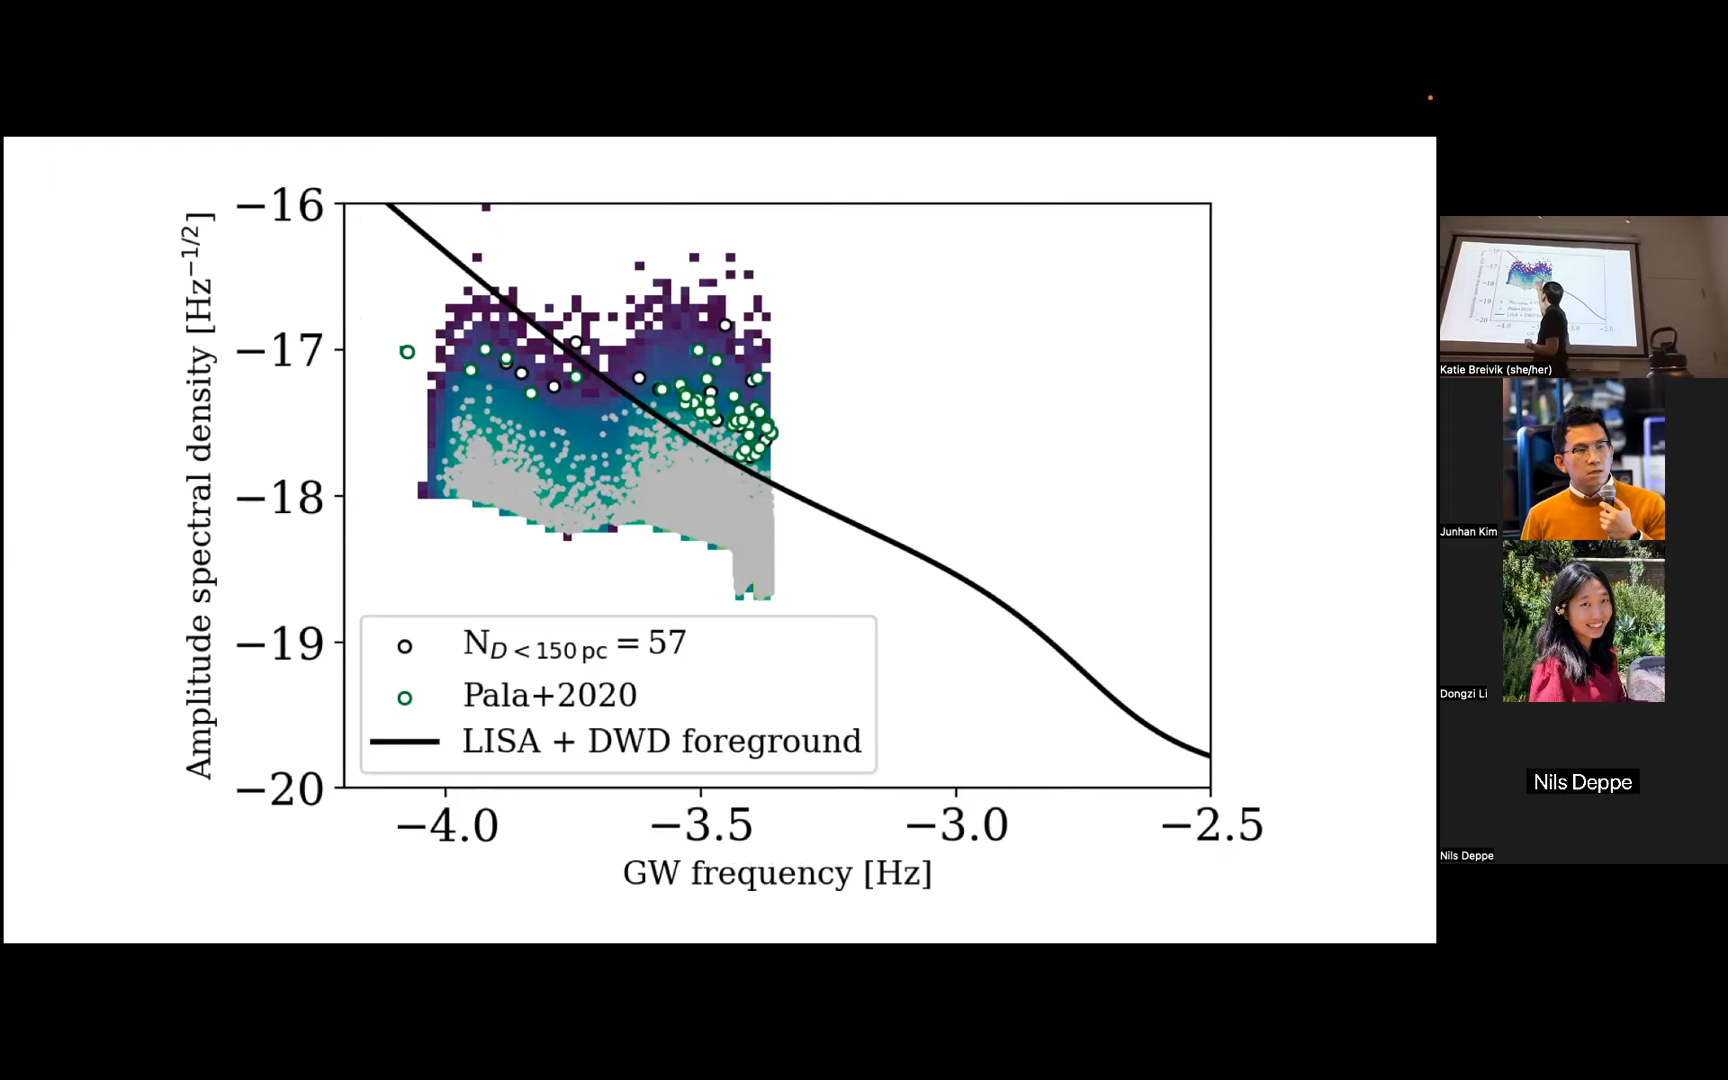 Amplitude spectral density [Hz−1/2]
−16
−17
−18
−19
−20
N D < 150 pc = 57
Pala+2020
LISA + DWD foreground
−4.0
−3.5
−3.0
−2.5
GW frequency [Hz]
Katie Breivik (she/her)
Junhan Kim
Dongzi Li
Nils Deppe
Nils Deppe